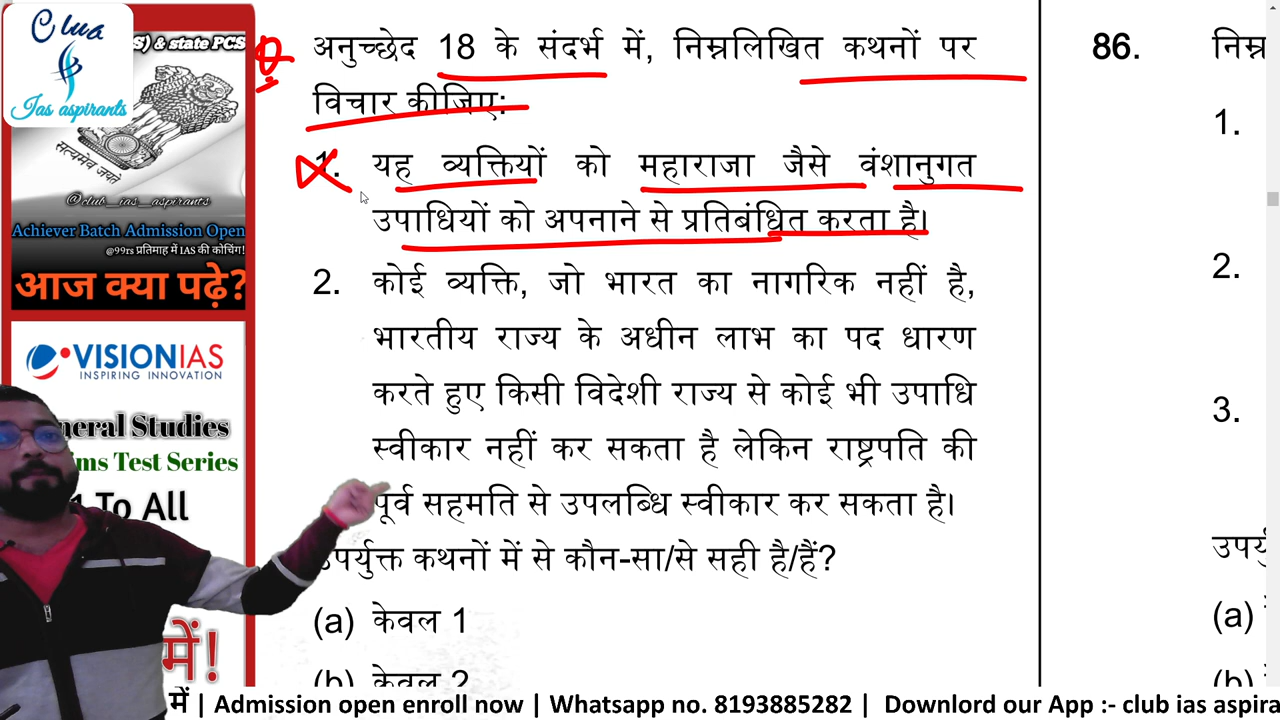 Clua
Ias aspirants
S) & state PCS
सत्यमेव जयते
@club_ias_aspirants
Achiever Batch Admission Open
@99rs प्रतिमाह में IAS की कोचिंग!
आज क्या पढ़े?
VISIONIAS
INSPIRING INNOVATION
neral Studies
ims Test Series
To All
में!
Q
अनुच्छेद 18 के संदर्भ में, निम्नलिखित कथनों पर
विचार कीजिए:
1. यह व्यक्तियों को महाराजा जैसे वंशानुगत
उपाधियों को अपनाने से प्रतिबंधित करता है।
2. कोई व्यक्ति, जो भारत का नागरिक नहीं है,
भारतीय राज्य के अधीन लाभ का पद धारण
करते हुए किसी विदेशी राज्य से कोई भी उपाधि
स्वीकार नहीं कर सकता है लेकिन राष्ट्रपति की
पूर्व सहमति से उपलब्धि स्वीकार कर सकता है।
उपर्युक्त कथनों में से कौन-सा/से सही है/हैं?
(a) केवल 1
(b) केवल 2
86. निम्न
1.
2.
3.
उपर्यु
(a)
में | Admission open enroll now | Whatsapp no. 8193885282 | Downlord our App :- club ias aspira